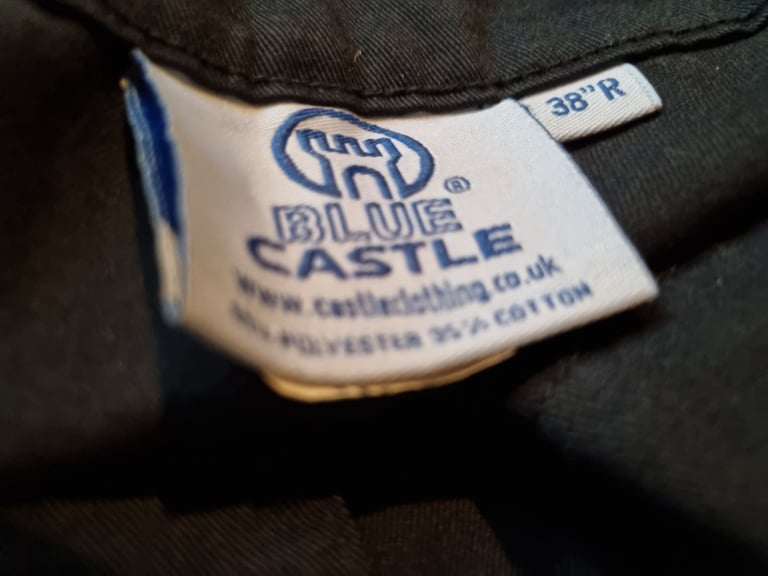 38" R
®
BLUE
CASTLE
www.castleclothing.co.uk
POLYESTER 35% COTTON